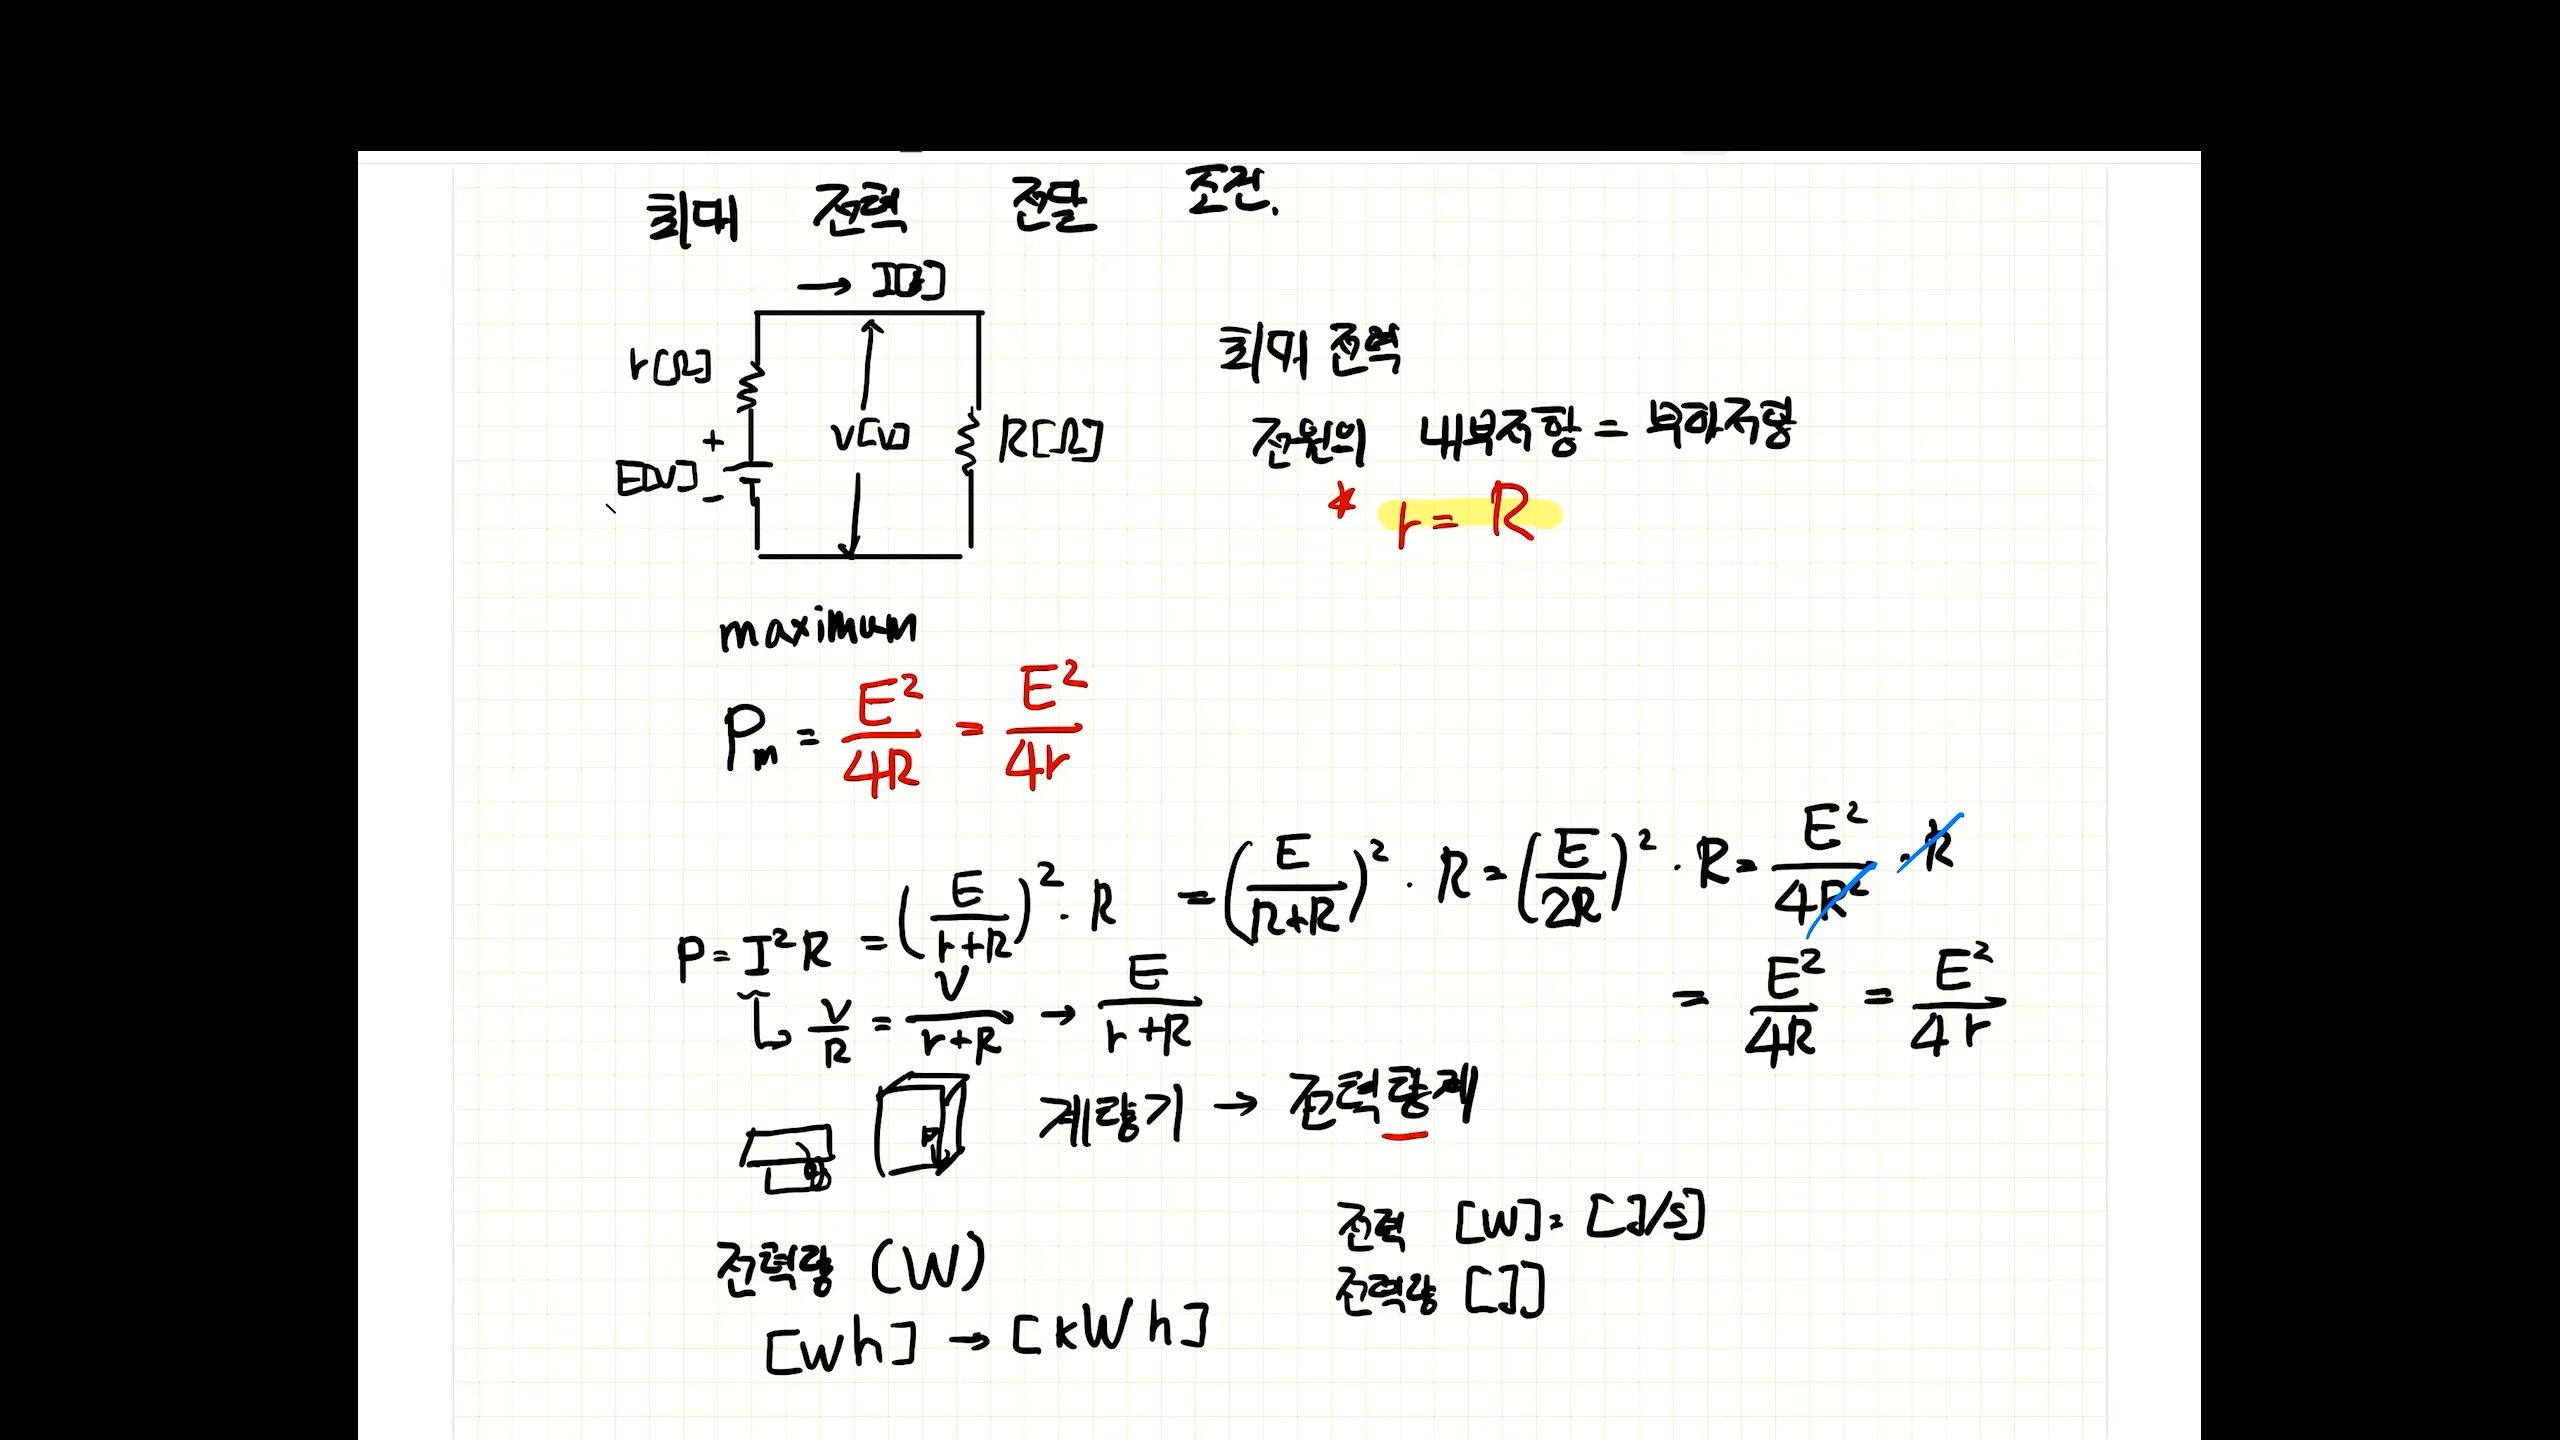 최대 전력 전달 조건.
→ I[A]
r[Ω]
+
E[V]
-
V[V]
R[Ω]
최대 전력
전원의 내부저항 = 부하저항
* r = R
maximum
Pm = E²/4R = E²/4r
P = I²R = (E/(r+R))² · R = (E/(R+R))² · R = (E/2R)² · R = E²/4R² · R
= E²/4R = E²/4r
↳ V/R = V/(r+R) → E/(r+R)
계량기 → 전력량계
전력 [W] = [J/s]
전력량 [J]
전력량 (W)
[wh] → [kWh]